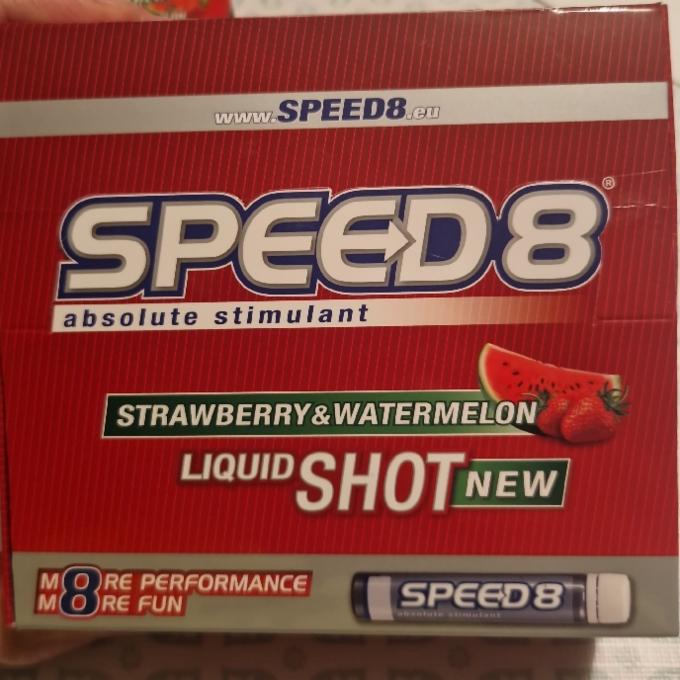 www.SPEED8.eu
SPEED8®
absolute stimulant
STRAWBERRY&WATERMELON
LIQUID SHOT NEW
M8RE PERFORMANCE
M8RE FUN
SPEED8
absolute stimulant